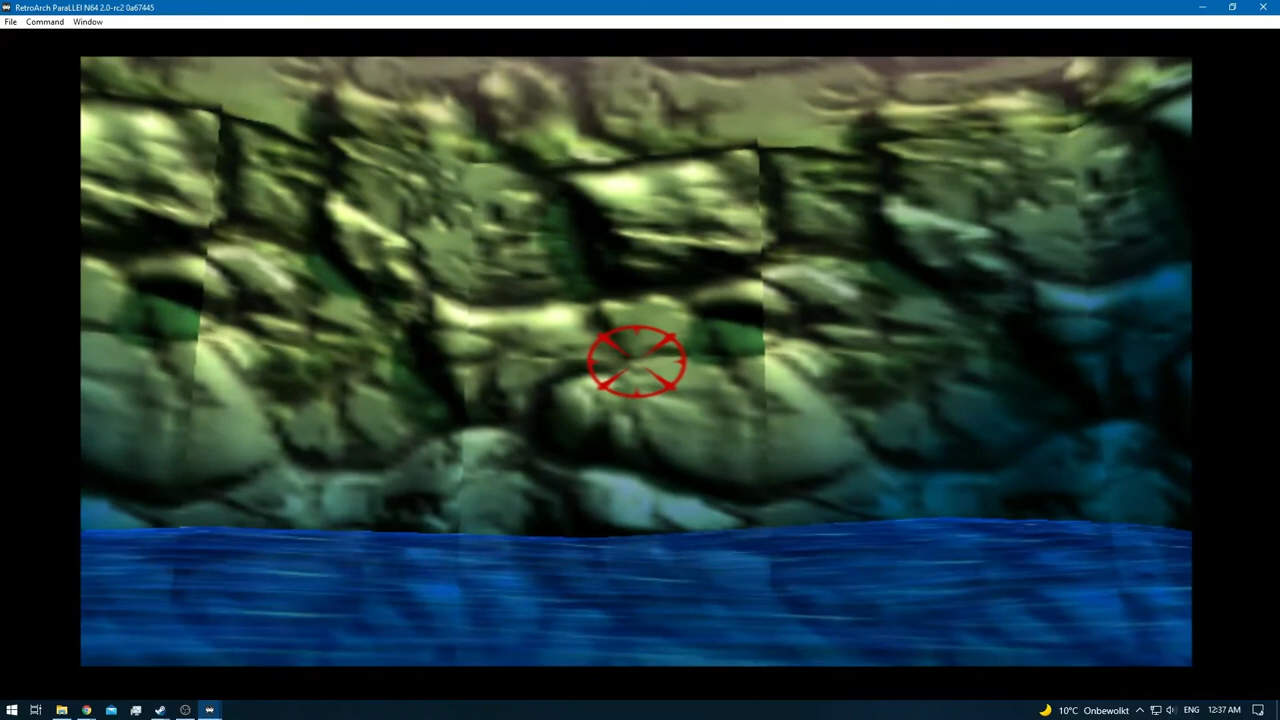 RetroArch ParaLLEl N64 2.0-rc2 0a67445
File Command Window
10°C Onbewolkt ENG 12:37 AM